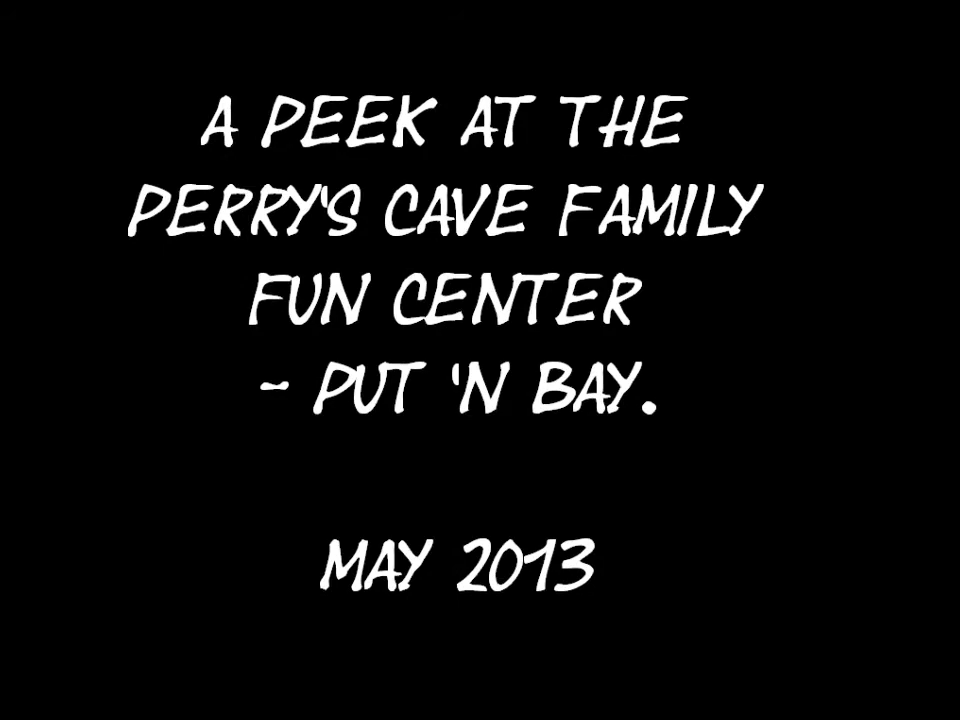 A PEEK AT THE
PERRY'S CAVE FAMILY
FUN CENTER
- PUT 'N BAY.
MAY 2013